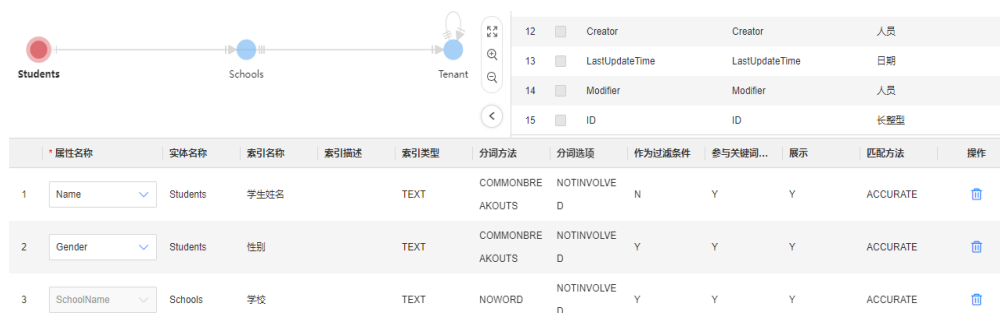 Students
Schools
Tenant
12 Creator Creator 人员
13 LastUpdateTime LastUpdateTime 日期
14 Modifier Modifier 人员
15 ID ID 长整型
* 属性名称 实体名称 索引名称 索引描述 索引类型 分词方法 分词选项 作为过滤条件 参与关键词... 展示 匹配方法 操作
1 Name Students 学生姓名 TEXT COMMONBRE NOTINVOLVE N Y Y ACCURATE
AKOUTS D
2 Gender Students 性别 TEXT COMMONBRE NOTINVOLVE Y Y Y ACCURATE
AKOUTS D
3 SchoolName Schools 学校 TEXT NOWORD NOTINVOLVE Y Y Y ACCURATE
D